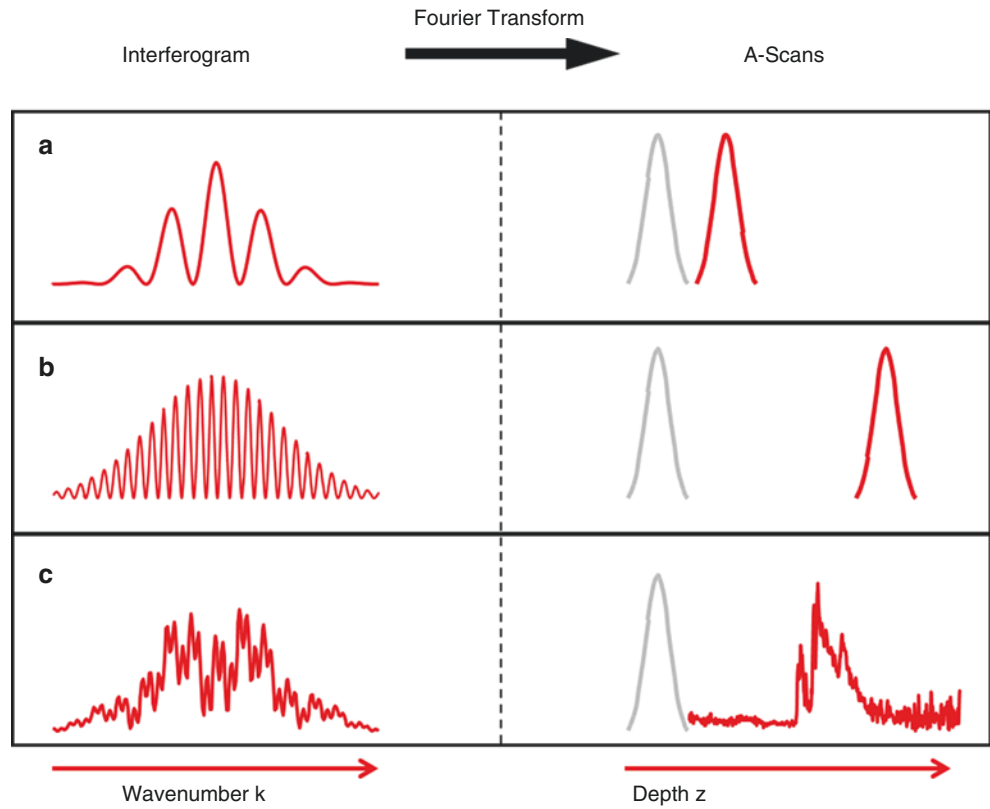 Fourier Transform
Interferogram
A-Scans
a
b
c
Wavenumber k
Depth z